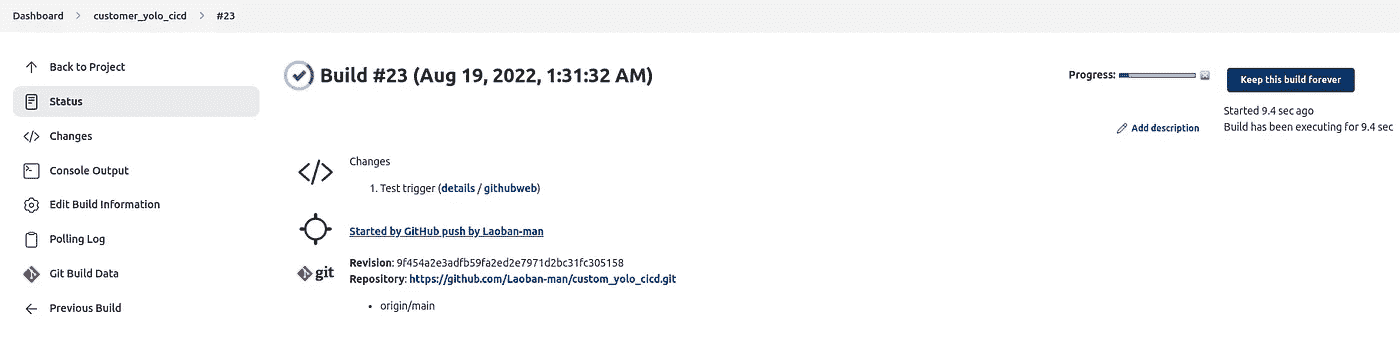 Dashboard > customer_yolo_cicd > #23
Back to Project
Status
Changes
Console Output
Edit Build Information
Polling Log
Git Build Data
Previous Build
Build #23 (Aug 19, 2022, 1:31:32 AM)
Progress:
Keep this build forever
Started 9.4 sec ago
Build has been executing for 9.4 sec
Add description
Changes
1. Test trigger (details / githubweb)
Started by GitHub push by Laoban-man
git
Revision: 9f454a2e3adfb59fa2ed2e7971d2bc31fc305158
Repository: https://github.com/Laoban-man/custom_yolo_cicd.git
• origin/main